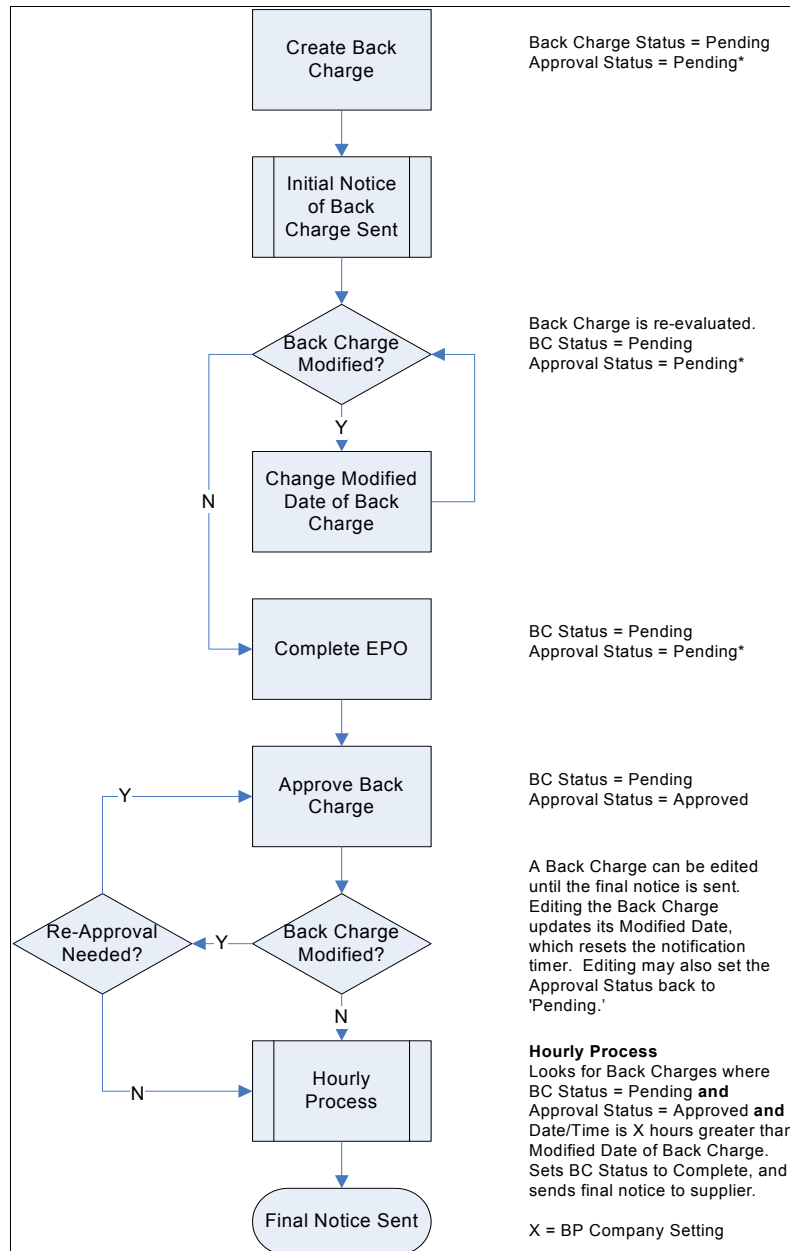 Create Back
Charge
Back Charge Status = Pending
Approval Status = Pending*
Initial Notice
of Back
Charge Sent
Back Charge
Modified?
Back Charge is re-evaluated.
BC Status = Pending
Approval Status = Pending*
Y
Change Modified
Date of Back
Charge
N
Complete EPO
BC Status = Pending
Approval Status = Pending*
Approve Back
Charge
BC Status = Pending
Approval Status = Approved
Y
Re-Approval
Needed?
Y
Back Charge
Modified?
A Back Charge can be edited
until the final notice is sent.
Editing the Back Charge
updates its Modified Date,
which resets the notification
timer.  Editing may also set the
Approval Status back to
'Pending.’
N
N
Hourly
Process
Hourly Process
Looks for Back Charges where
BC Status = Pending and
Approval Status = Approved and
Date/Time is X hours greater than
Modified Date of Back Charge.
Sets BC Status to Complete, and
sends final notice to supplier.
Final Notice Sent
X = BP Company Setting